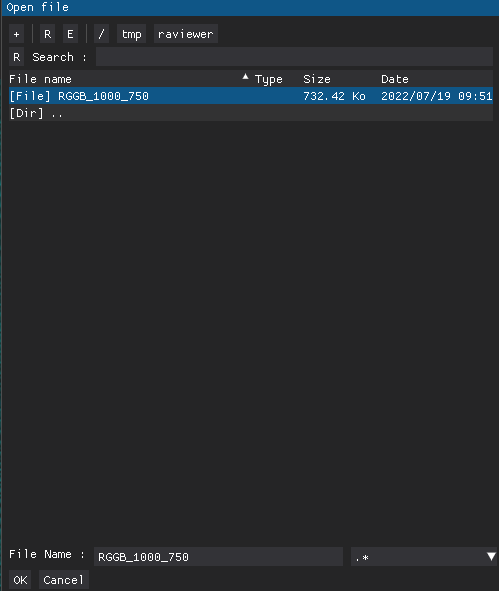 Open file
+ R E / tmp raviewer
R Search :
File name Type Size Date
[File] RGGB_1000_750 732.42 Ko 2022/07/19 09:51
[Dir] ..
File Name : RGGB_1000_750 .*
OK Cancel